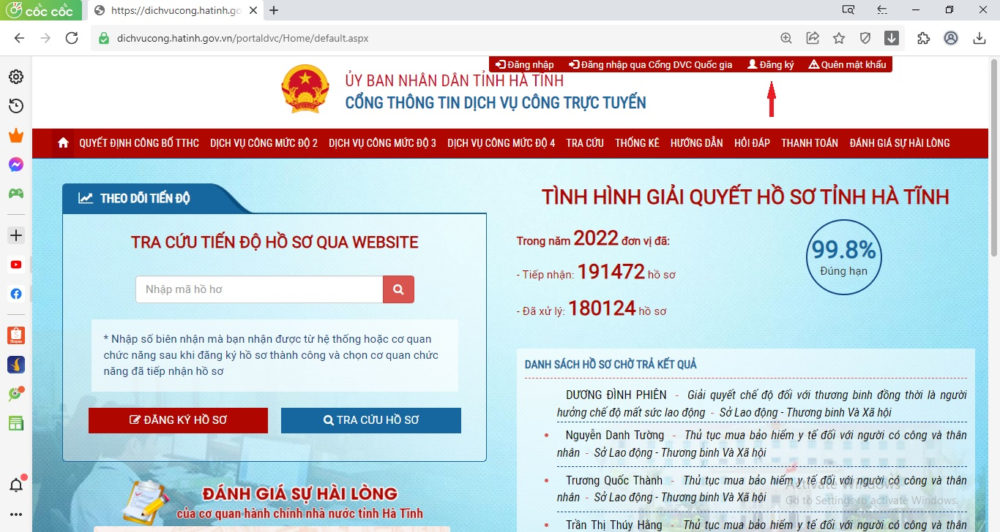 cốc cốc
https://dichvucong.hatinh.go
dichvucong.hatinh.gov.vn/portaldvc/Home/default.aspx
Đăng nhập Đăng nhập qua Cổng DVC Quốc gia Đăng ký Quên mật khẩu
ỦY BAN NHÂN DÂN TỈNH HÀ TĨNH
CỔNG THÔNG TIN DỊCH VỤ CÔNG TRỰC TUYẾN
QUYẾT ĐỊNH CÔNG BỐ TTHC DỊCH VỤ CÔNG MỨC ĐỘ 2 DỊCH VỤ CÔNG MỨC ĐỘ 3 DỊCH VỤ CÔNG MỨC ĐỘ 4 TRA CỨU THỐNG KÊ HƯỚNG DẪN HỎI ĐÁP THANH TOÁN ĐÁNH GIÁ SỰ HÀI LÒNG
THEO DÕI TIẾN ĐỘ
TRA CỨU TIẾN ĐỘ HỒ SƠ QUA WEBSITE
Nhập mã hồ hơ
* Nhập số biên nhận mà bạn nhận được từ hệ thống hoặc cơ quan
chức năng sau khi đăng ký hồ sơ thành công và chọn cơ quan chức
năng đã tiếp nhận hồ sơ
ĐĂNG KÝ HỒ SƠ TRA CỨU HỒ SƠ
ĐÁNH GIÁ SỰ HÀI LÒNG
của cơ quan hành chính nhà nước tỉnh Hà Tĩnh
TÌNH HÌNH GIẢI QUYẾT HỒ SƠ TỈNH HÀ TĨNH
Trong năm 2022 đơn vị đã:
- Tiếp nhận: 191472 hồ sơ
- Đã xử lý: 180124 hồ sơ
99.8%
Đúng hạn
DANH SÁCH HỒ SƠ CHỜ TRẢ KẾT QUẢ
DƯƠNG ĐÌNH PHIÊN - Giải quyết chế độ đối với thương binh đồng thời là người
hưởng chế độ mất sức lao động - Sở Lao động - Thương binh Và Xã hội
Nguyễn Danh Tường - Thủ tục mua bảo hiểm y tế đối với người có công và thân
nhân - Sở Lao động - Thương binh Và Xã hội
Trương Quốc Thành - Thủ tục mua bảo hiểm y tế đối với người có công và thân
nhân - Sở Lao động - Thương binh Và Xã hội
Trần Thị Thúy Hằng - Thủ tục mua bảo hiểm y tế đối với người có công và thân
Activate Windows
Go to Settings to activate Windows.
Shopee